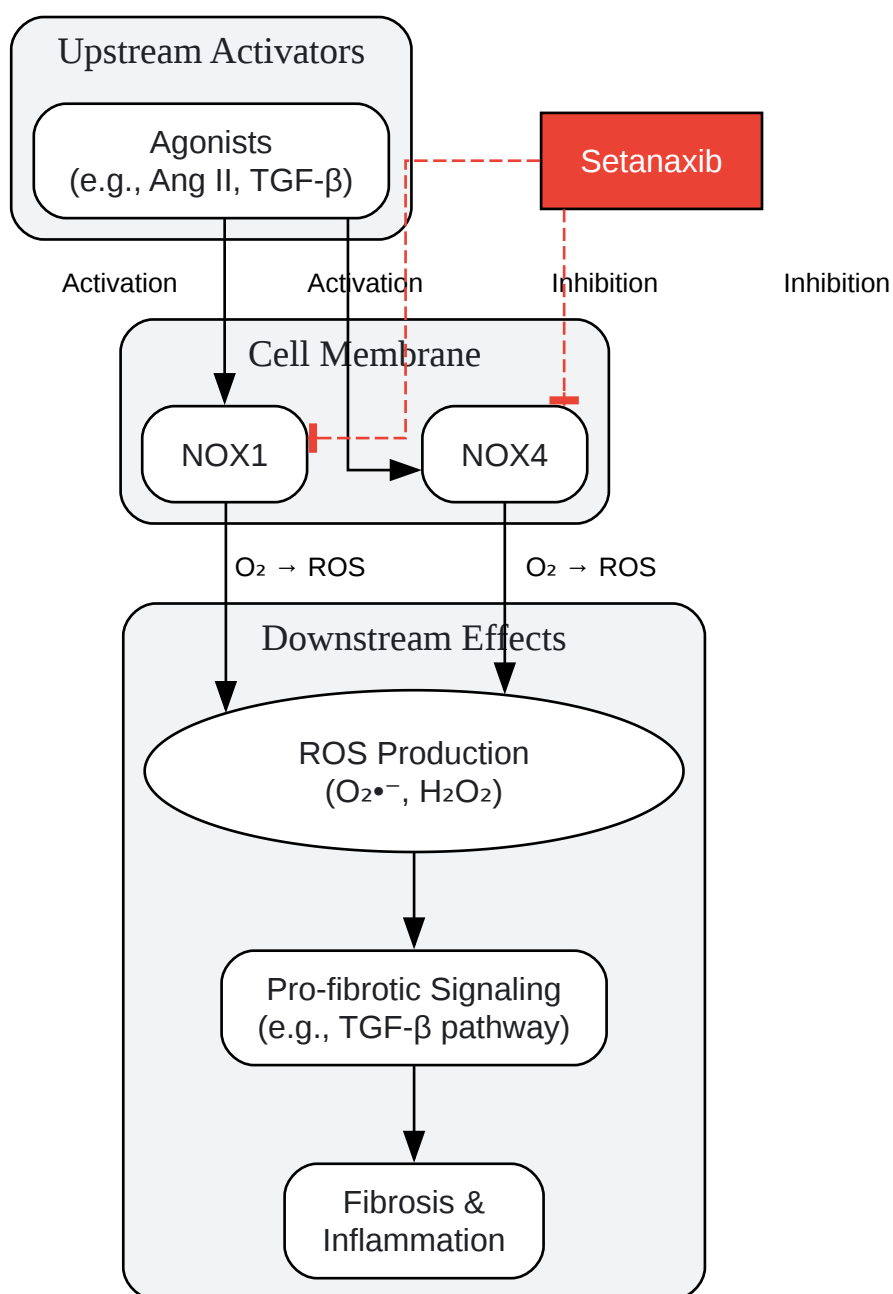 Upstream Activators
Agonists
(e.g., Ang II, TGF-β)
Setanaxib
Activation
Activation
Inhibition
Inhibition
Cell Membrane
NOX1
NOX4
O₂ → ROS
O₂ → ROS
Downstream Effects
ROS Production
(O₂•⁻, H₂O₂)
Pro-fibrotic Signaling
(e.g., TGF-β pathway)
Fibrosis &
Inflammation